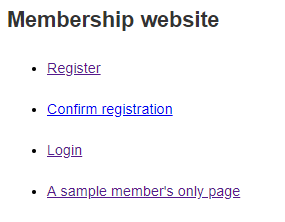 Membership website
Register
Confirm registration
Login
A sample member's only page